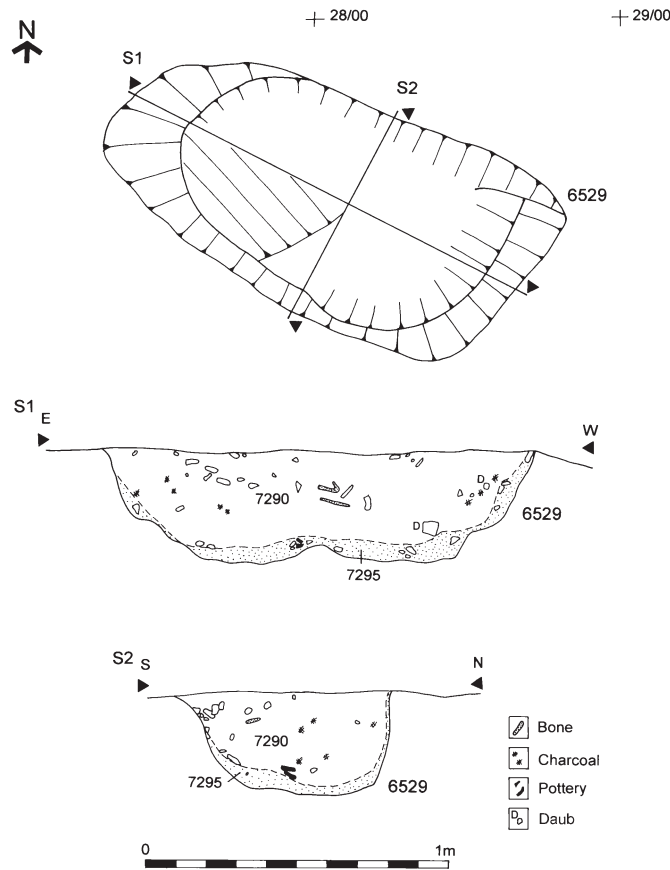 28/00
29/00
N
S1
S2
6529
S1
E
W
7290
D
D
6529
7295
S2
S
N
7290
7295
6529
Bone
Charcoal
Pottery
D
Daub
0
1m